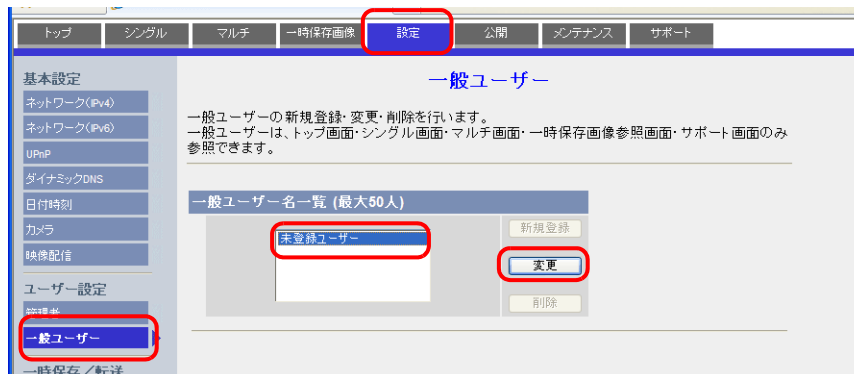 トップ シングル マルチ 一時保存画像 設定 公開 メンテナンス サポート
基本設定
ネットワーク(IPv4)
ネットワーク(IPv6)
UPnP
ダイナミックDNS
日付時刻
カメラ
映像配信
ユーザー設定
管理者
一般ユーザー
一時保存/転送
一般ユーザー
一般ユーザーの新規登録・変更・削除を行います。
一般ユーザーは、トップ画面・シングル画面・マルチ画面・一時保存画像参照画面・サポート画面のみ
参照できます。
一般ユーザー名一覧 (最大50人)
未登録ユーザー
新規登録
変更
削除